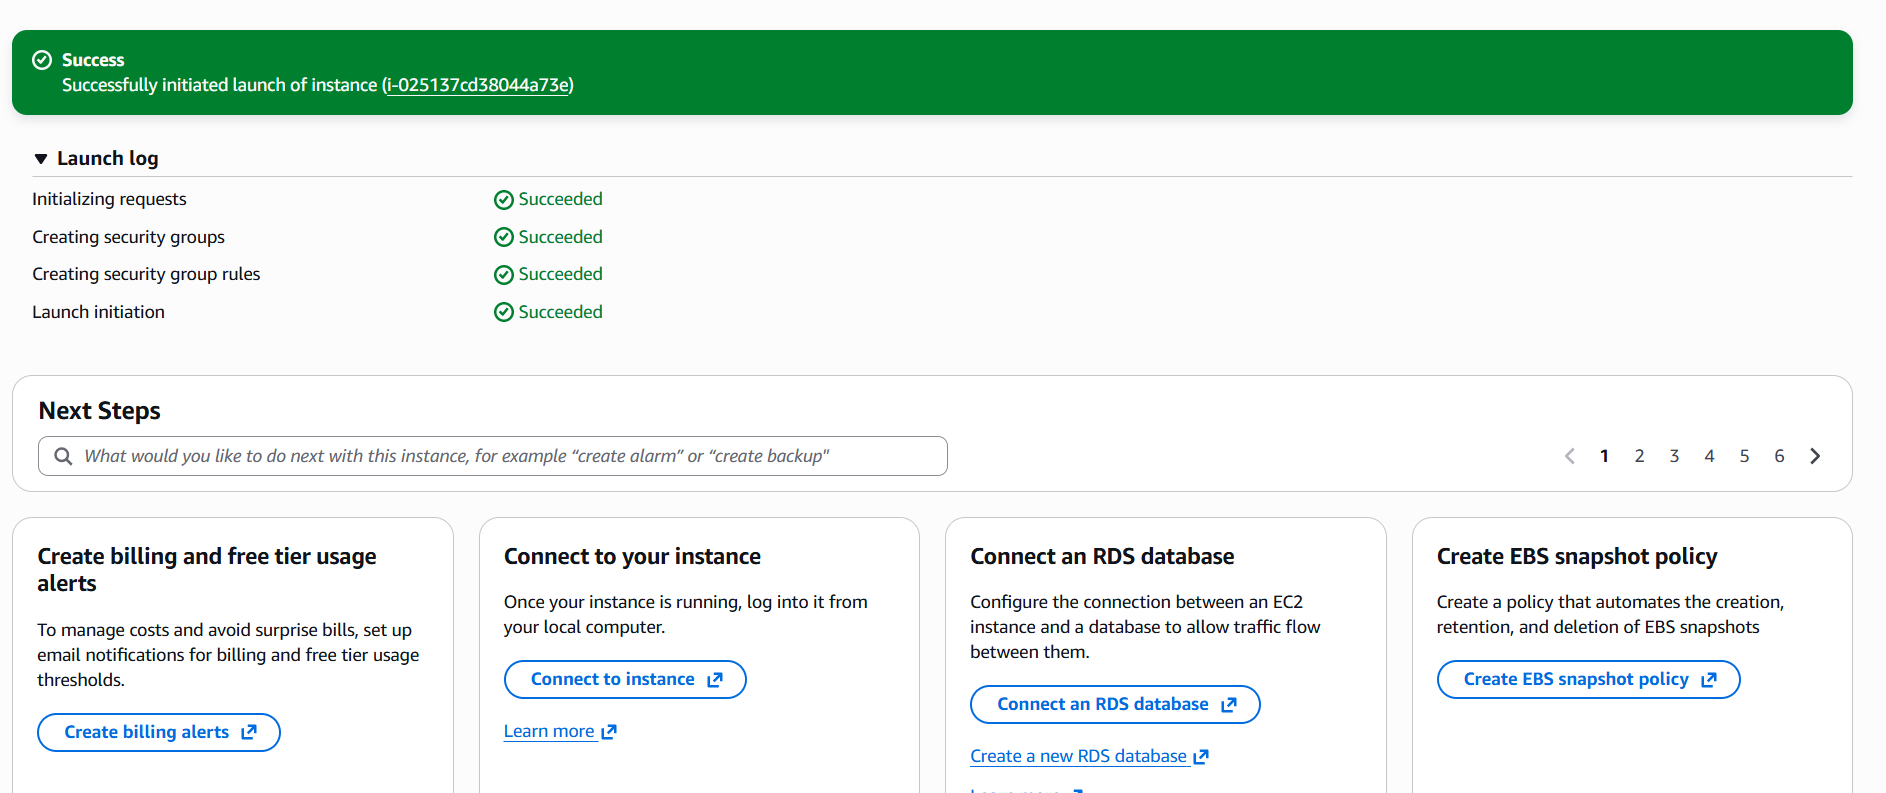 Success
Successfully initiated launch of instance (i-025137cd38044a73e)
Launch log
Initializing requests
Succeeded
Creating security groups
Succeeded
Creating security group rules
Succeeded
Launch initiation
Succeeded
Next Steps
What would you like to do next with this instance, for example “create alarm” or “create backup"
1 2 3 4 5 6
Create billing and free tier usage
alerts
To manage costs and avoid surprise bills, set up
email notifications for billing and free tier usage
thresholds.
Create billing alerts
Connect to your instance
Once your instance is running, log into it from
your local computer.
Connect to instance
Learn more
Connect an RDS database
Configure the connection between an EC2
instance and a database to allow traffic flow
between them.
Connect an RDS database
Create a new RDS database
Create EBS snapshot policy
Create a policy that automates the creation,
retention, and deletion of EBS snapshots
Create EBS snapshot policy